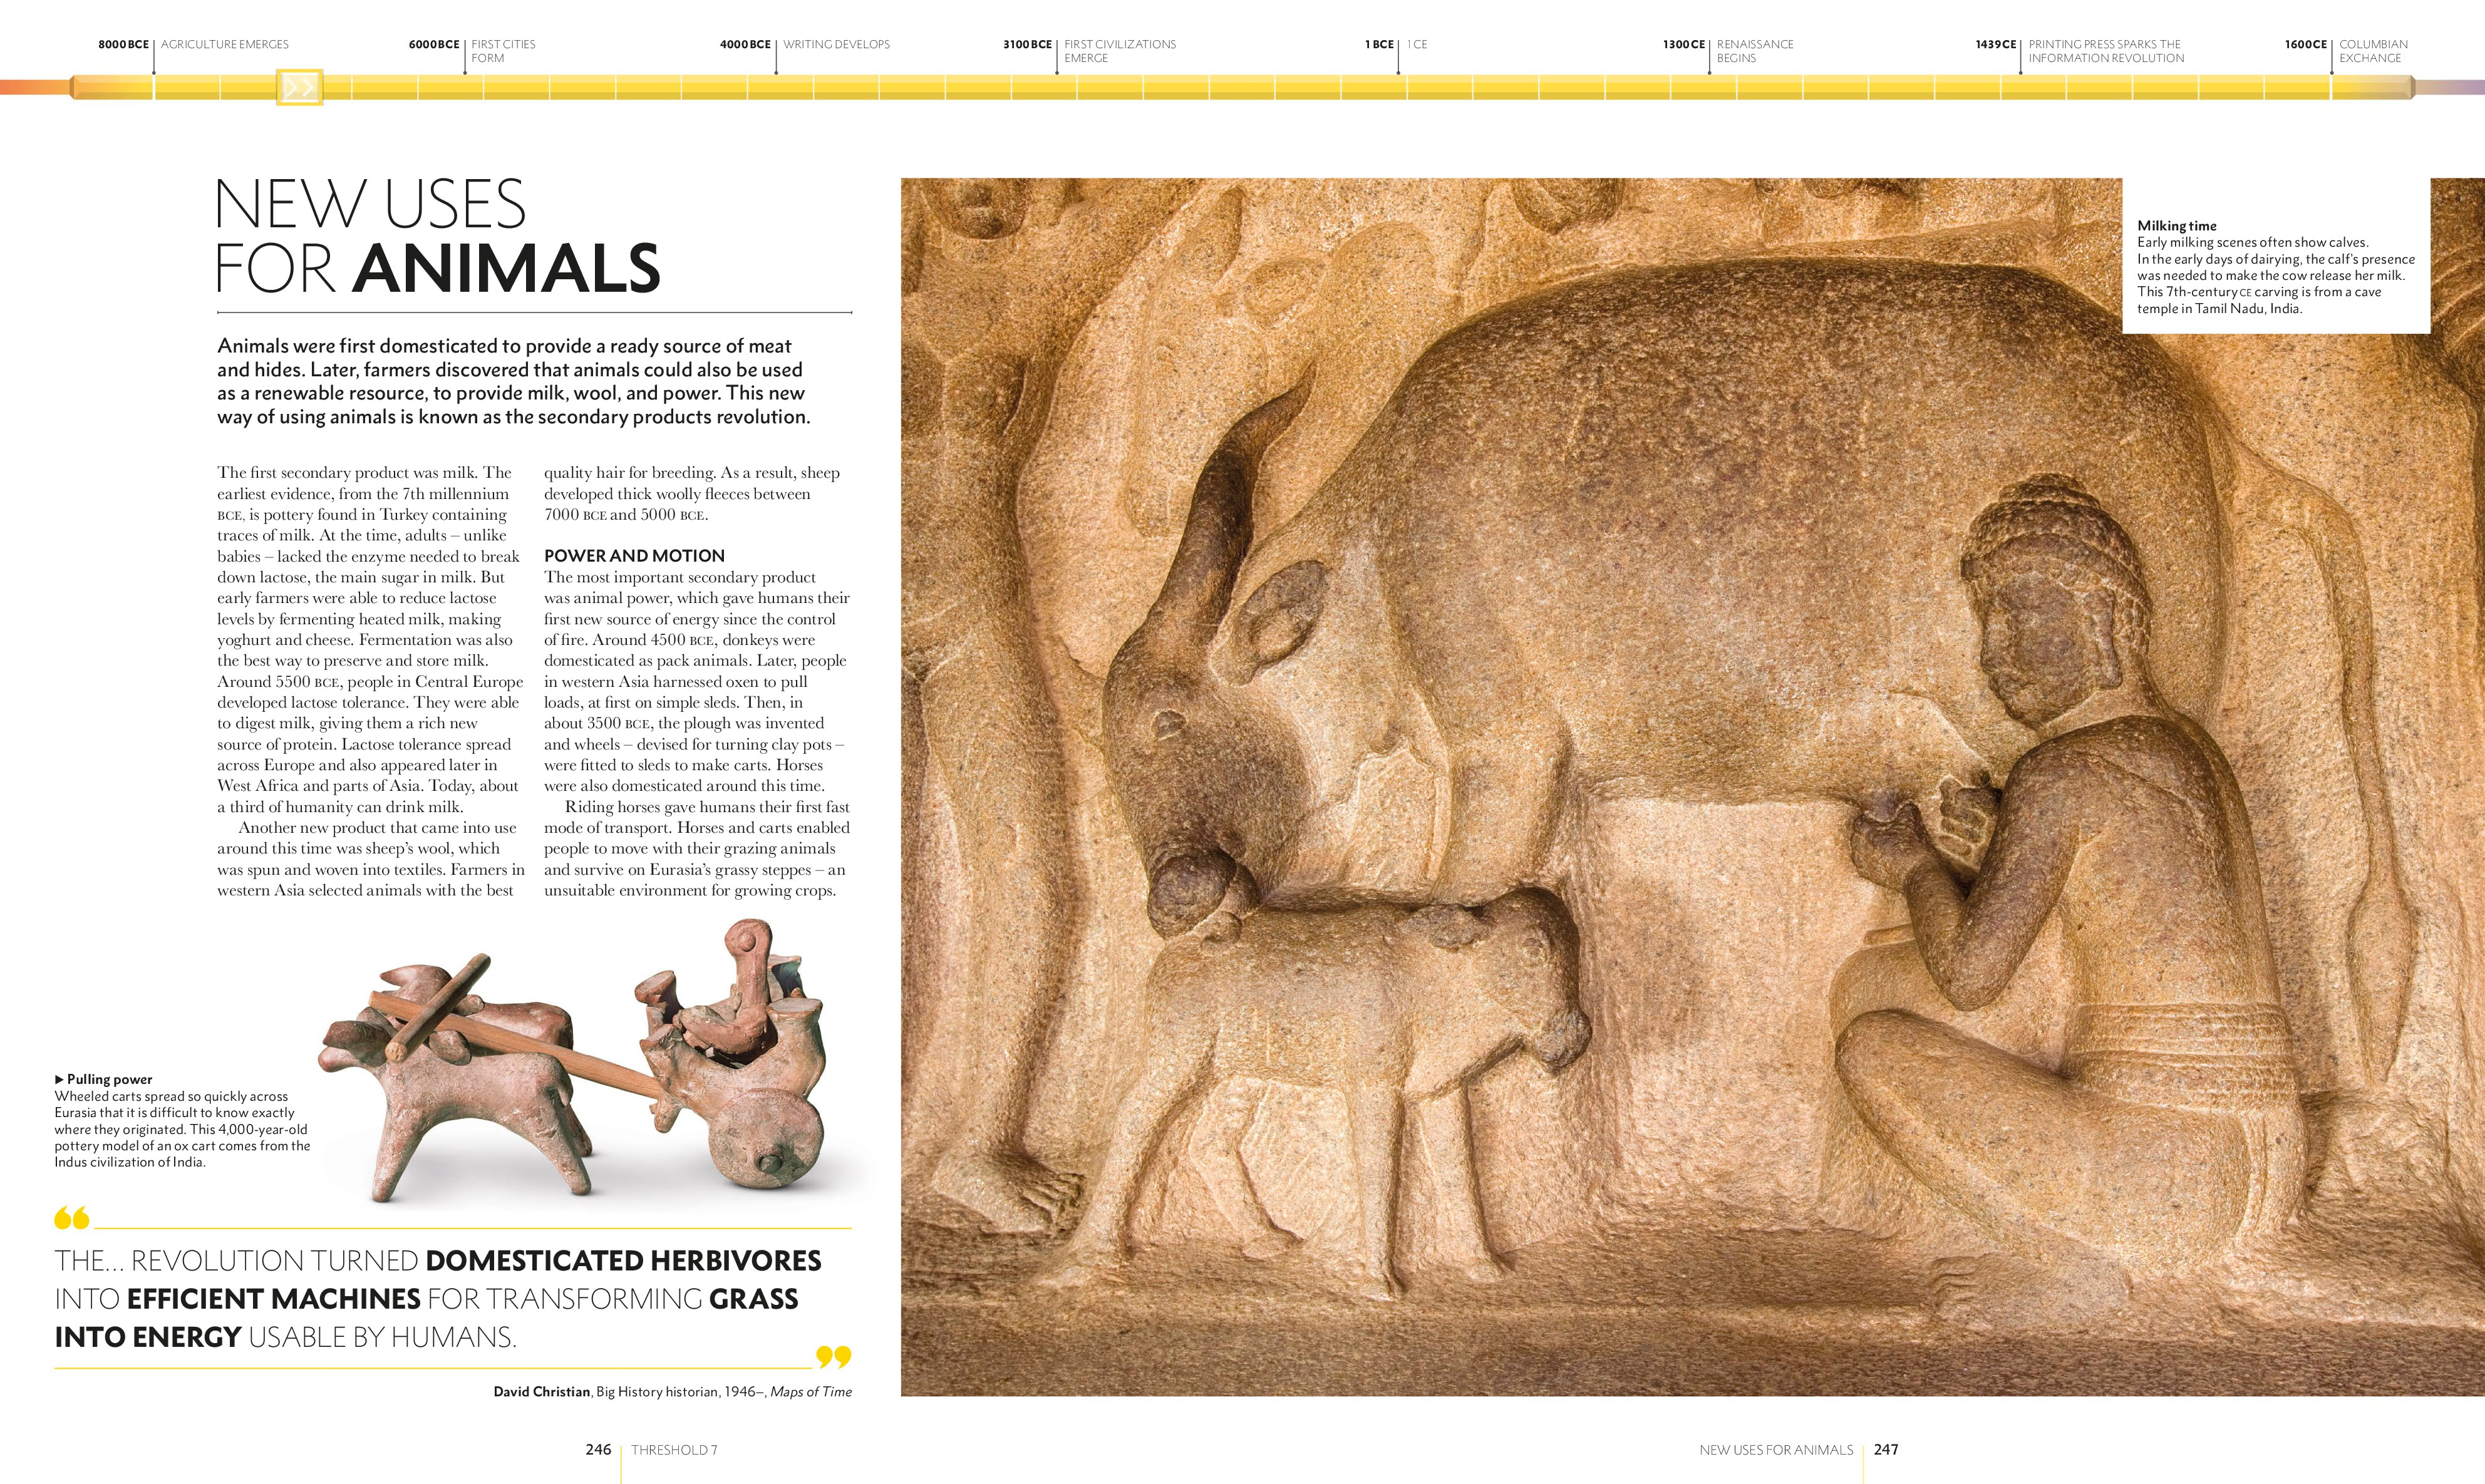 8000 BCE AGRICULTURE EMERGES
6000 BCE FIRST CITIES
FORM
4000 BCE WRITING DEVELOPS
3100 BCE FIRST CIVILIZATIONS
EMERGE
1 BCE 1 CE
1300 CE RENAISSANCE
BEGINS
1439 CE PRINTING PRESS SPARKS THE
INFORMATION REVOLUTION
1600 CE COLUMBIAN
EXCHANGE
NEW USES
FOR ANIMALS
Animals were first domesticated to provide a ready source of meat
and hides. Later, farmers discovered that animals could also be used
as a renewable resource, to provide milk, wool, and power. This new
way of using animals is known as the secondary products revolution.
The first secondary product was milk. The
earliest evidence, from the 7th millennium
BCE, is pottery found in Turkey containing
traces of milk. At the time, adults – unlike
babies – lacked the enzyme needed to break
down lactose, the main sugar in milk. But
early farmers were able to reduce lactose
levels by fermenting heated milk, making
yoghurt and cheese. Fermentation was also
the best way to preserve and store milk.
Around 5500 BCE, people in Central Europe
developed lactose tolerance. They were able
to digest milk, giving them a rich new
source of protein. Lactose tolerance spread
across Europe and also appeared later in
West Africa and parts of Asia. Today, about
a third of humanity can drink milk.
Another new product that came into use
around this time was sheep's wool, which
was spun and woven into textiles. Farmers in
western Asia selected animals with the best
quality hair for breeding. As a result, sheep
developed thick woolly fleeces between
7000 BCE and 5000 BCE.
POWER AND MOTION
The most important secondary product
was animal power, which gave humans their
first new source of energy since the control
of fire. Around 4500 BCE, donkeys were
domesticated as pack animals. Later, people
in western Asia harnessed oxen to pull
loads, at first on simple sleds. Then, in
about 3500 BCE, the plough was invented
and wheels – devised for turning clay pots –
were fitted to sleds to make carts. Horses
were also domesticated around this time.
Riding horses gave humans their first fast
mode of transport. Horses and carts enabled
people to move with their grazing animals
and survive on Eurasia's grassy steppes – an
unsuitable environment for growing crops.
▶ Pulling power
Wheeled carts spread so quickly across
Eurasia that it is difficult to know exactly
where they originated. This 4,000-year-old
pottery model of an ox cart comes from the
Indus civilization of India.
“
THE... REVOLUTION TURNED DOMESTICATED HERBIVORES
INTO EFFICIENT MACHINES FOR TRANSFORMING GRASS
INTO ENERGY USABLE BY HUMANS.
”
David Christian, Big History historian, 1946–, Maps of Time
246 THRESHOLD 7
Milking time
Early milking scenes often show calves.
In the early days of dairying, the calf's presence
was needed to make the cow release her milk.
This 7th-century CE carving is from a cave
temple in Tamil Nadu, India.
NEW USES FOR ANIMALS 247